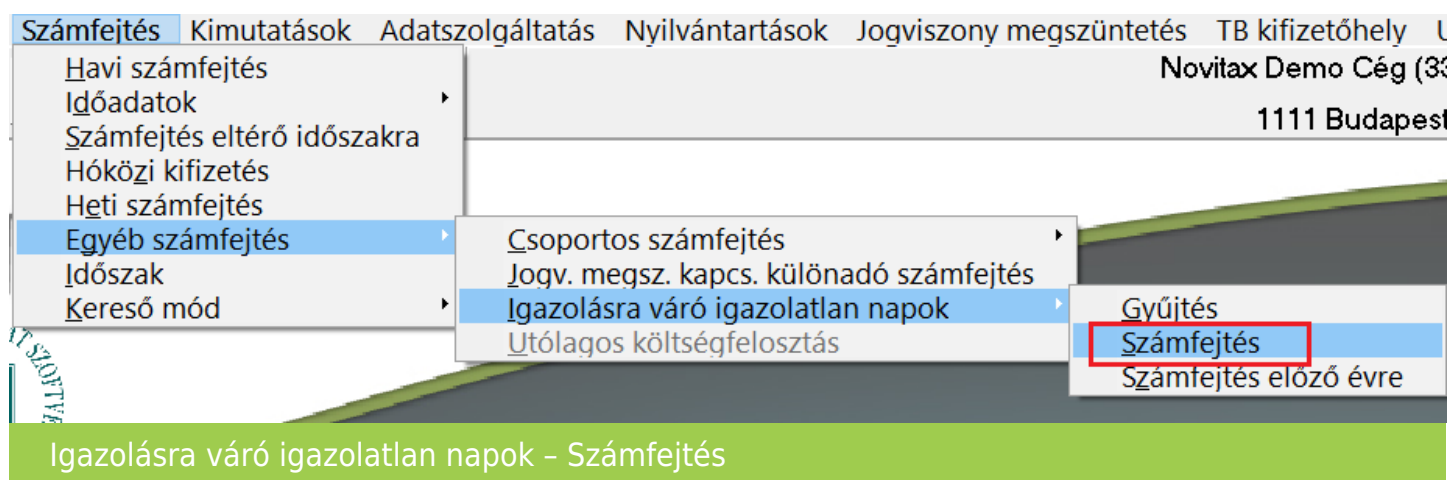 Számfejtés Kimutatások Adatszolgáltatás Nyilvántartások Jogviszony megszüntetés TB kifizetőhely
Novitax Demo Cég (33
1111 Budapest
Havi számfejtés
Időadatok
Számfejtés eltérő időszakra
Hóközi kifizetés
Heti számfejtés
Egyéb számfejtés
Időszak
Kereső mód
Csoportos számfejtés
Jogv. megsz. kapcs. különadó számfejtés
Igazolásra váró igazolatlan napok
Utólagos költségfelosztás
Gyűjtés
Számfejtés
Számfejtés előző évre
Igazolásra váró igazolatlan napok – Számfejtés